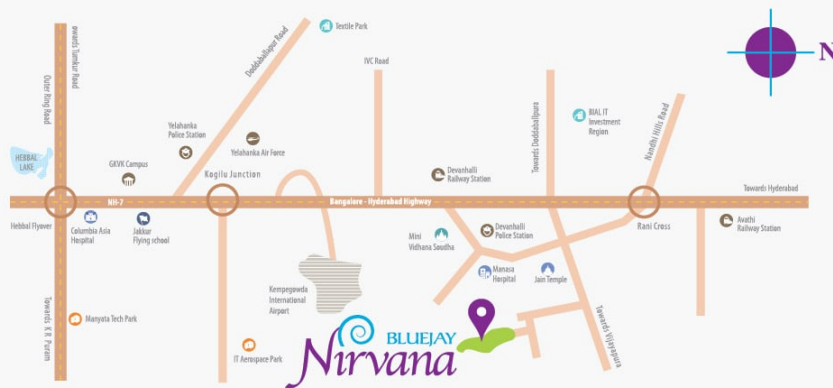 Towards Tumkur Road
Outer Ring Road
HEBBAL
LAKE
GKVK Campus
Yelahanka
Police Station
Doddaballapur Road
Textile Park
Yelahanka Air Force
Kogilu Junction
IVC Road
Devanhalli
Railway Station
Towards Doddaballpura
BIAL IT
Investment
Region
Nandhi Hills Road
N
Towards Hyderabad
NH-7
Bangalore - Hyderabad Highway
Hebbal Flyover
Columbia Asia
Hospital
Jakkur
Flying school
Kempegowda
International
Airport
Mini
Vidhana Soudha
Devanhalli
Police Station
Manasa
Hospital
Jain Temple
Rani Cross
Avathi
Railway Station
Towards K R Puram
Manyata Tech Park
IT Aerospace Park
BLUEJAY
Nirvana
Towards Vijayapura